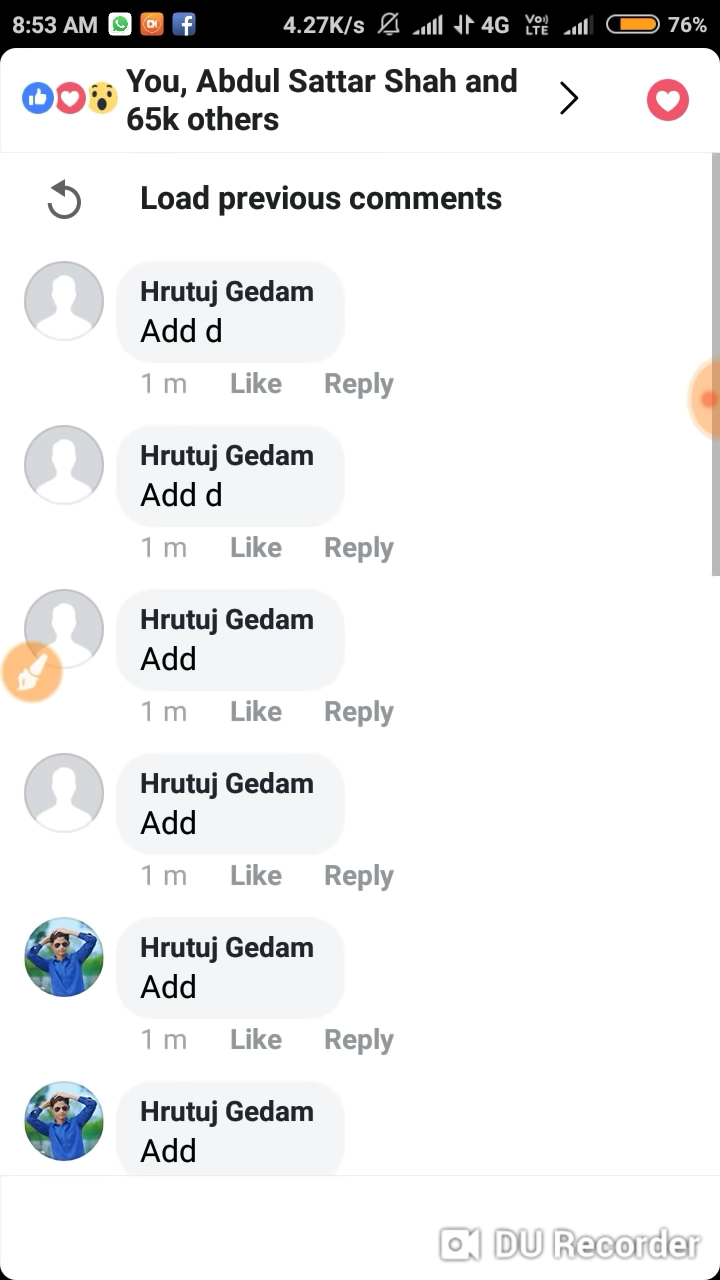 8:53 AM 4.27K/s 4G VoLTE 76%
You, Abdul Sattar Shah and
65k others
Load previous comments
Hrutuj Gedam
Add d
1 m Like Reply
Hrutuj Gedam
Add d
1 m Like Reply
Hrutuj Gedam
Add
1 m Like Reply
Hrutuj Gedam
Add
1 m Like Reply
Hrutuj Gedam
Add
1 m Like Reply
Hrutuj Gedam
Add
DU Recorder